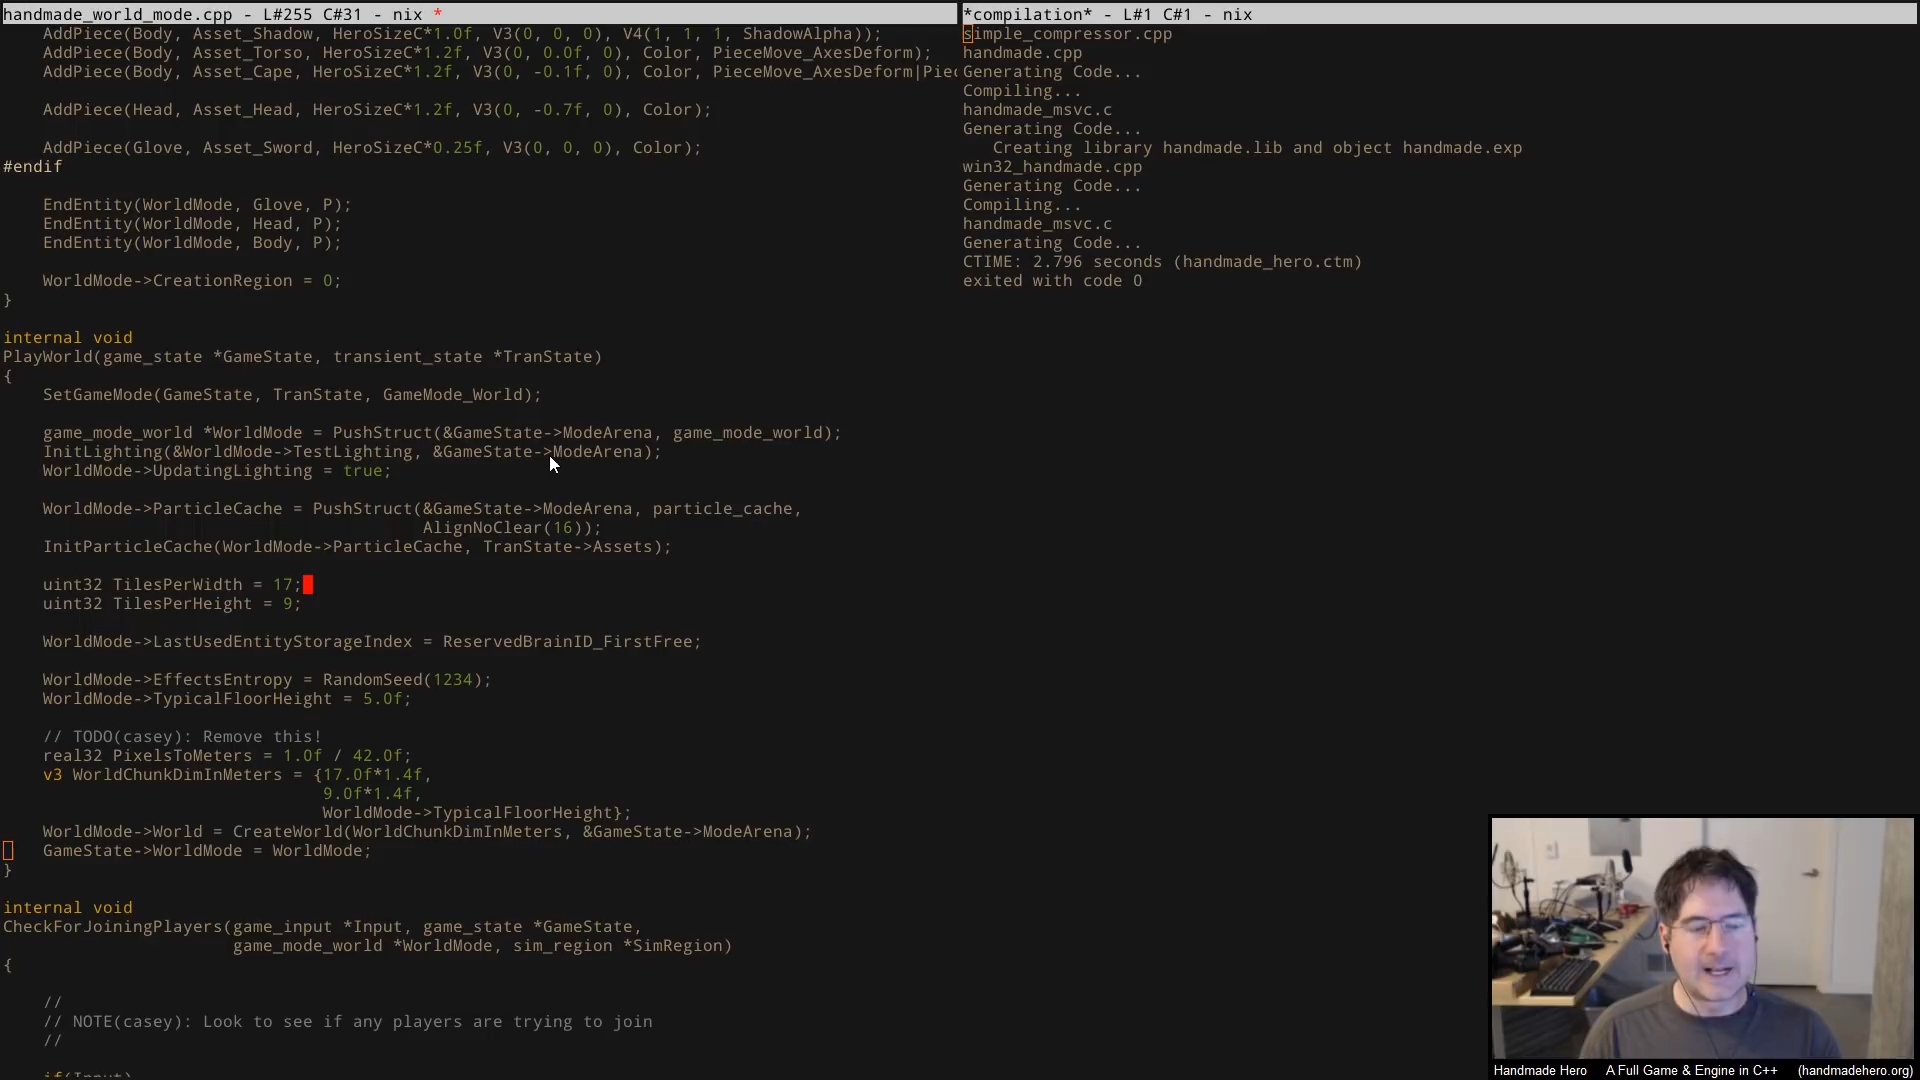 handmade_world_mode.cpp - L#255 C#31 - nix *
    AddPiece(Body, Asset_Shadow, HeroSizeC*1.0f, V3(0, 0, 0), V4(1, 1, 1, ShadowAlpha));
    AddPiece(Body, Asset_Torso, HeroSizeC*1.2f, V3(0, 0.0f, 0), Color, PieceMove_AxesDeform);
    AddPiece(Body, Asset_Cape, HeroSizeC*1.2f, V3(0, -0.1f, 0), Color, PieceMove_AxesDeform|Piec
    AddPiece(Head, Asset_Head, HeroSizeC*1.2f, V3(0, -0.7f, 0), Color);
    AddPiece(Glove, Asset_Sword, HeroSizeC*0.25f, V3(0, 0, 0), Color);
#endif
    EndEntity(WorldMode, Glove, P);
    EndEntity(WorldMode, Head, P);
    EndEntity(WorldMode, Body, P);
    WorldMode->CreationRegion = 0;
}
internal void
PlayWorld(game_state *GameState, transient_state *TranState)
{
    SetGameMode(GameState, TranState, GameMode_World);
    game_mode_world *WorldMode = PushStruct(&GameState->ModeArena, game_mode_world);
    InitLighting(&WorldMode->TestLighting, &GameState->ModeArena);
    WorldMode->UpdatingLighting = true;
    WorldMode->ParticleCache = PushStruct(&GameState->ModeArena, particle_cache,
                                          AlignNoClear(16));
    InitParticleCache(WorldMode->ParticleCache, TranState->Assets);
    uint32 TilesPerWidth = 17;
    uint32 TilesPerHeight = 9;
    WorldMode->LastUsedEntityStorageIndex = ReservedBrainID_FirstFree;
    WorldMode->EffectsEntropy = RandomSeed(1234);
    WorldMode->TypicalFloorHeight = 5.0f;
    // TODO(casey): Remove this!
    real32 PixelsToMeters = 1.0f / 42.0f;
    v3 WorldChunkDimInMeters = {17.0f*1.4f,
                                9.0f*1.4f,
                                WorldMode->TypicalFloorHeight};
    WorldMode->World = CreateWorld(WorldChunkDimInMeters, &GameState->ModeArena);
    GameState->WorldMode = WorldMode;
}
internal void
CheckForJoiningPlayers(game_input *Input, game_state *GameState,
                       game_mode_world *WorldMode, sim_region *SimRegion)
{
    //
    // NOTE(casey): Look to see if any players are trying to join
    //
    if(Input)
*compilation* - L#1 C#1 - nix
simple_compressor.cpp
handmade.cpp
Generating Code...
Compiling...
handmade_msvc.c
Generating Code...
   Creating library handmade.lib and object handmade.exp
win32_handmade.cpp
Generating Code...
Compiling...
handmade_msvc.c
Generating Code...
CTIME: 2.796 seconds (handmade_hero.ctm)
exited with code 0
Handmade Hero A Full Game & Engine in C++ (handmadehero.org)